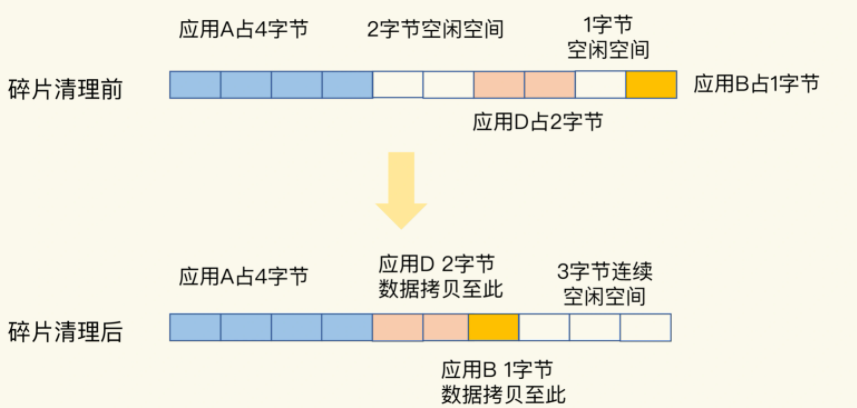 应用A占4字节
2字节空闲空间
1字节
空闲空间
碎片清理前
应用B占1字节
应用D占2字节
应用A占4字节
应用D 2字节
数据拷贝至此
3字节连续
空闲空间
碎片清理后
应用B 1字节
数据拷贝至此